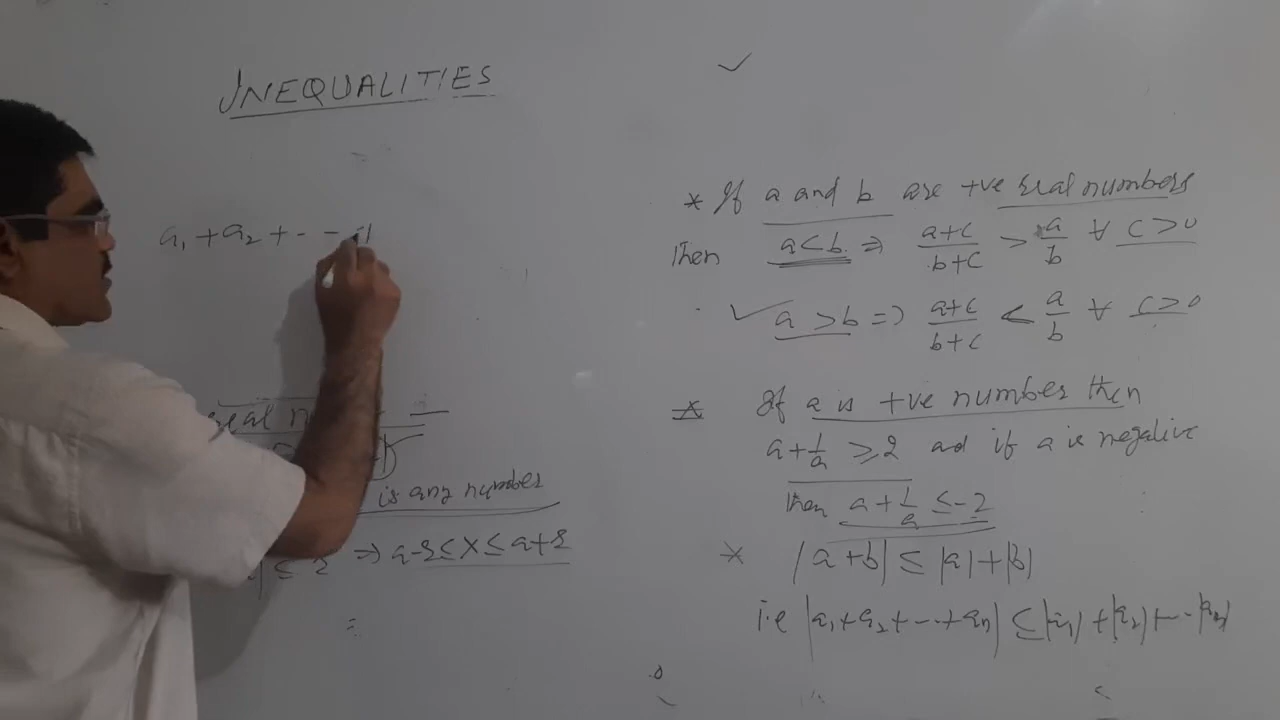 INEQUALITIES
a₁ + a₂ + - - a
real
is any number
≤ r ⇒ a-r ≤ x ≤ a+r
=
* If a and b are +ve real numbers
then a < b ⇒ (a+c)/(b+c) > a/b ∀ c > 0
a > b ⇒ (a+c)/(b+c) < a/b ∀ c > 0
* If a is +ve number then
a + 1/a ≥ 2 and if a is negative
then a + 1/a ≤ -2
* |a+b| ≤ |a| + |b|
i.e |a₁+a₂+--+an| ≤ |a₁| + |a₂| + -- |an|